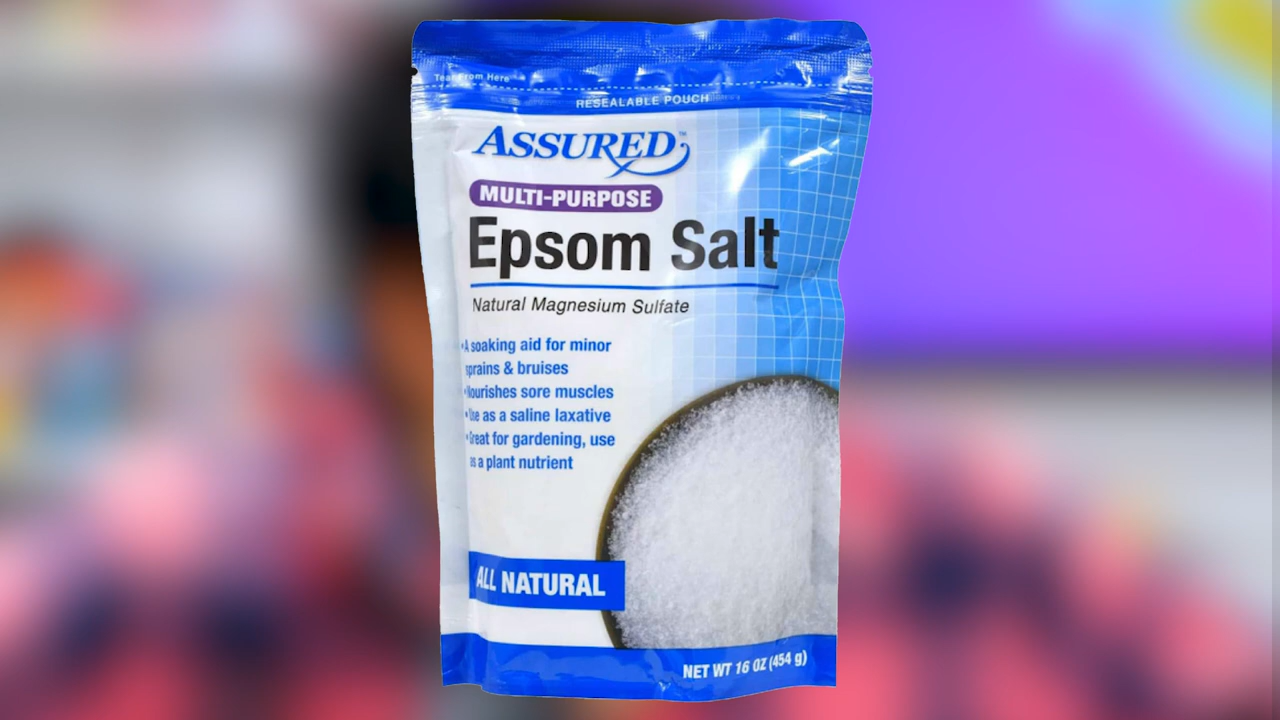 Tear From Here
RESEALABLE POUCH
ASSURED™
MULTI-PURPOSE
Epsom Salt
Natural Magnesium Sulfate
•A soaking aid for minor
sprains & bruises
•Nourishes sore muscles
•Use as a saline laxative
•Great for gardening, use
as a plant nutrient
ALL NATURAL
NET WT 16 OZ (454 g)